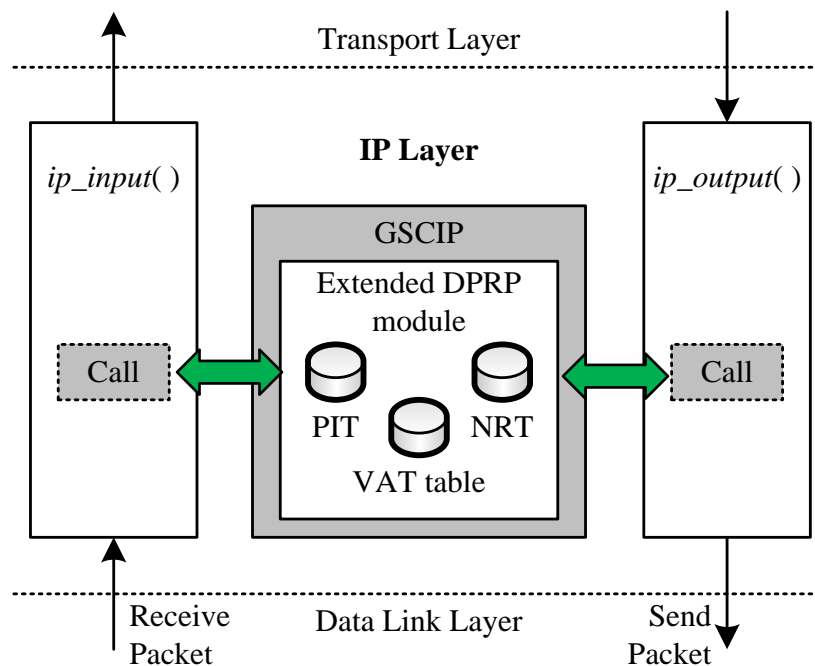 Transport Layer
IP Layer
ip_input( )
ip_output( )
GSCIP
Extended DPRP
module
Call
Call
PIT
NRT
VAT table
Receive
Packet
Data Link Layer
Send
Packet